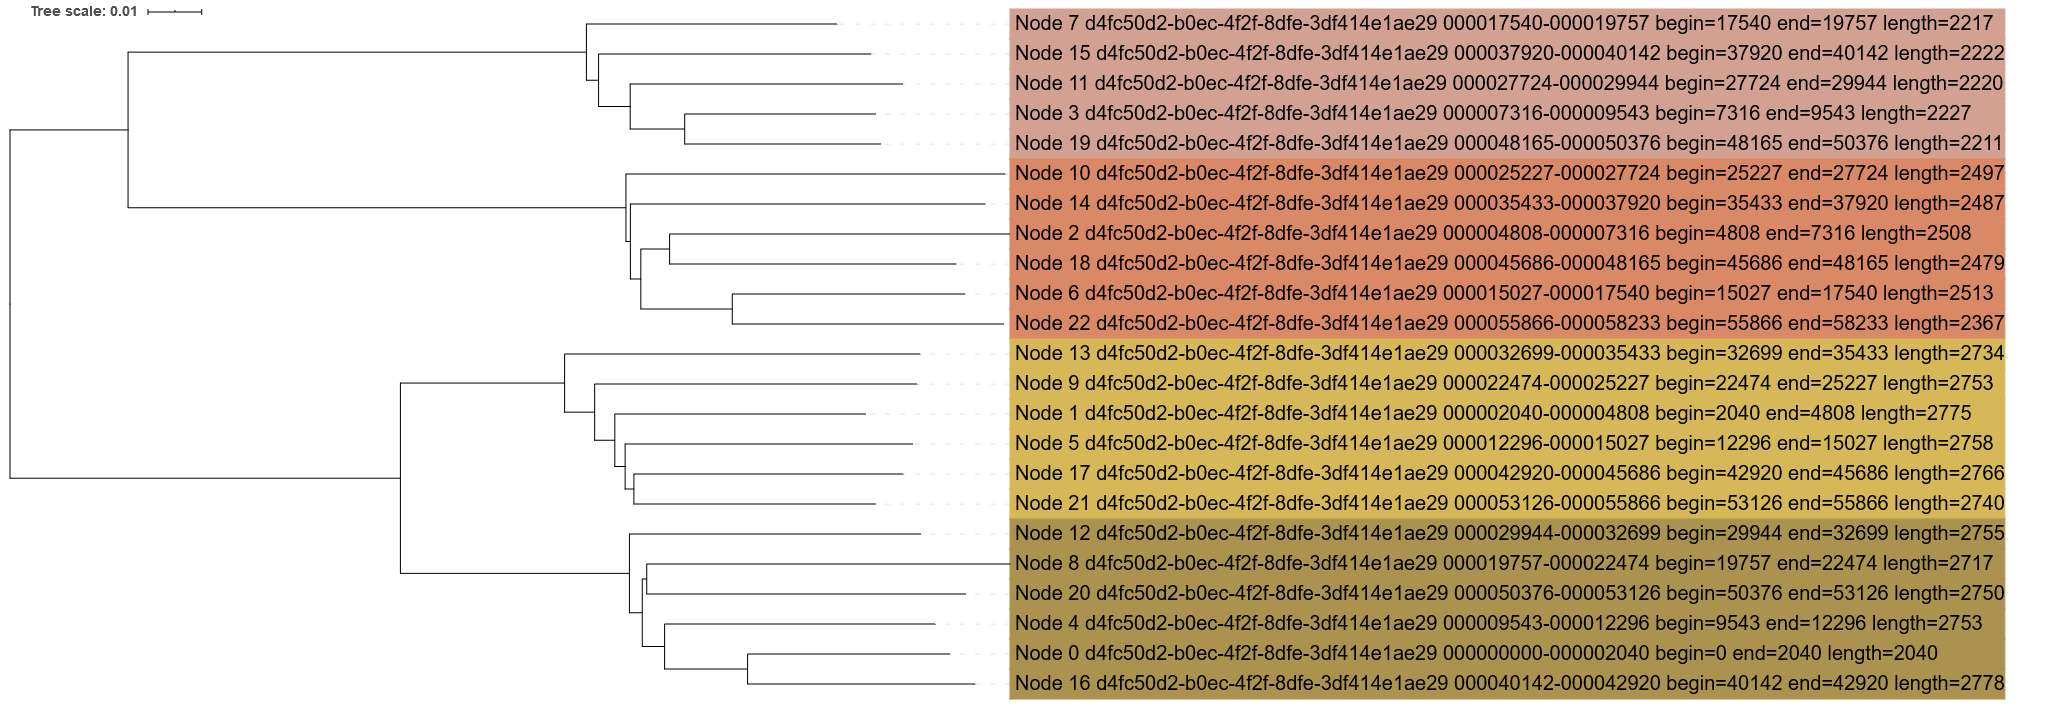 Tree scale: 0.01
Node 7 d4fc50d2-b0ec-4f2f-8dfe-3df414e1ae29 000017540-000019757 begin=17540 end=19757 length=2217
Node 15 d4fc50d2-b0ec-4f2f-8dfe-3df414e1ae29 000037920-000040142 begin=37920 end=40142 length=2222
Node 11 d4fc50d2-b0ec-4f2f-8dfe-3df414e1ae29 000027724-000029944 begin=27724 end=29944 length=2220
Node 3 d4fc50d2-b0ec-4f2f-8dfe-3df414e1ae29 000007316-000009543 begin=7316 end=9543 length=2227
Node 19 d4fc50d2-b0ec-4f2f-8dfe-3df414e1ae29 000048165-000050376 begin=48165 end=50376 length=2211
Node 10 d4fc50d2-b0ec-4f2f-8dfe-3df414e1ae29 000025227-000027724 begin=25227 end=27724 length=2497
Node 14 d4fc50d2-b0ec-4f2f-8dfe-3df414e1ae29 000035433-000037920 begin=35433 end=37920 length=2487
Node 2 d4fc50d2-b0ec-4f2f-8dfe-3df414e1ae29 000004808-000007316 begin=4808 end=7316 length=2508
Node 18 d4fc50d2-b0ec-4f2f-8dfe-3df414e1ae29 000045686-000048165 begin=45686 end=48165 length=2479
Node 6 d4fc50d2-b0ec-4f2f-8dfe-3df414e1ae29 000015027-000017540 begin=15027 end=17540 length=2513
Node 22 d4fc50d2-b0ec-4f2f-8dfe-3df414e1ae29 000055866-000058233 begin=55866 end=58233 length=2367
Node 13 d4fc50d2-b0ec-4f2f-8dfe-3df414e1ae29 000032699-000035433 begin=32699 end=35433 length=2734
Node 9 d4fc50d2-b0ec-4f2f-8dfe-3df414e1ae29 000022474-000025227 begin=22474 end=25227 length=2753
Node 1 d4fc50d2-b0ec-4f2f-8dfe-3df414e1ae29 000002040-000004808 begin=2040 end=4808 length=2775
Node 5 d4fc50d2-b0ec-4f2f-8dfe-3df414e1ae29 000012296-000015027 begin=12296 end=15027 length=2758
Node 17 d4fc50d2-b0ec-4f2f-8dfe-3df414e1ae29 000042920-000045686 begin=42920 end=45686 length=2766
Node 21 d4fc50d2-b0ec-4f2f-8dfe-3df414e1ae29 000053126-000055866 begin=53126 end=55866 length=2740
Node 12 d4fc50d2-b0ec-4f2f-8dfe-3df414e1ae29 000029944-000032699 begin=29944 end=32699 length=2755
Node 8 d4fc50d2-b0ec-4f2f-8dfe-3df414e1ae29 000019757-000022474 begin=19757 end=22474 length=2717
Node 20 d4fc50d2-b0ec-4f2f-8dfe-3df414e1ae29 000050376-000053126 begin=50376 end=53126 length=2750
Node 4 d4fc50d2-b0ec-4f2f-8dfe-3df414e1ae29 000009543-000012296 begin=9543 end=12296 length=2753
Node 0 d4fc50d2-b0ec-4f2f-8dfe-3df414e1ae29 000000000-000002040 begin=0 end=2040 length=2040
Node 16 d4fc50d2-b0ec-4f2f-8dfe-3df414e1ae29 000040142-000042920 begin=40142 end=42920 length=2778